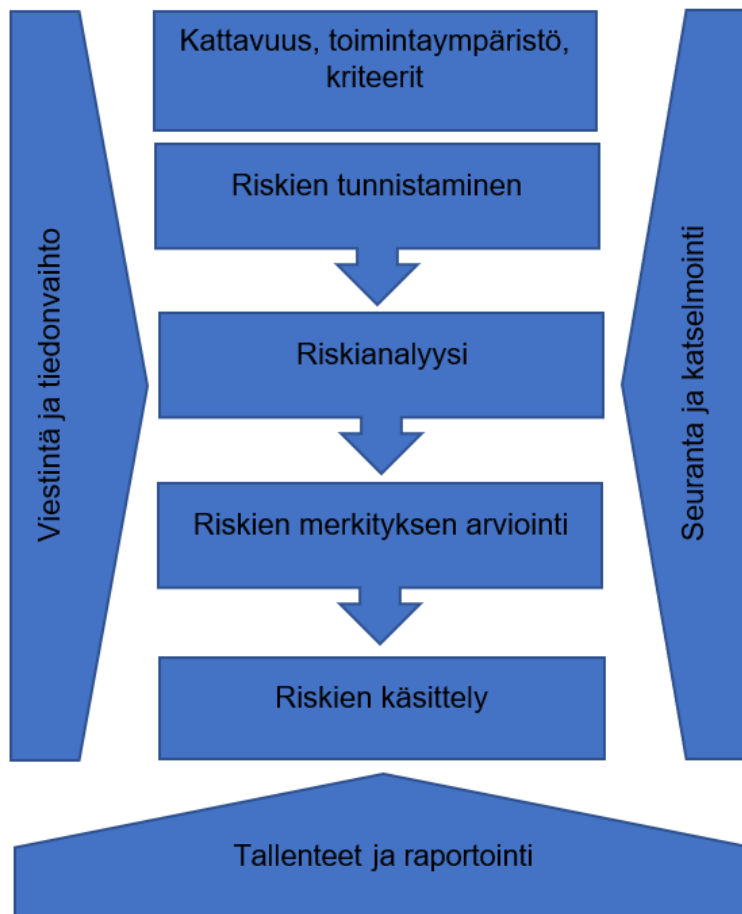 Kattavuus, toimintaympäristö,
kriteerit
Riskien tunnistaminen
Viestintä ja tiedonvaihto
Riskianalyysi
Seuranta ja katselmointi
Riskien merkityksen arviointi
Riskien käsittely
Tallenteet ja raportointi